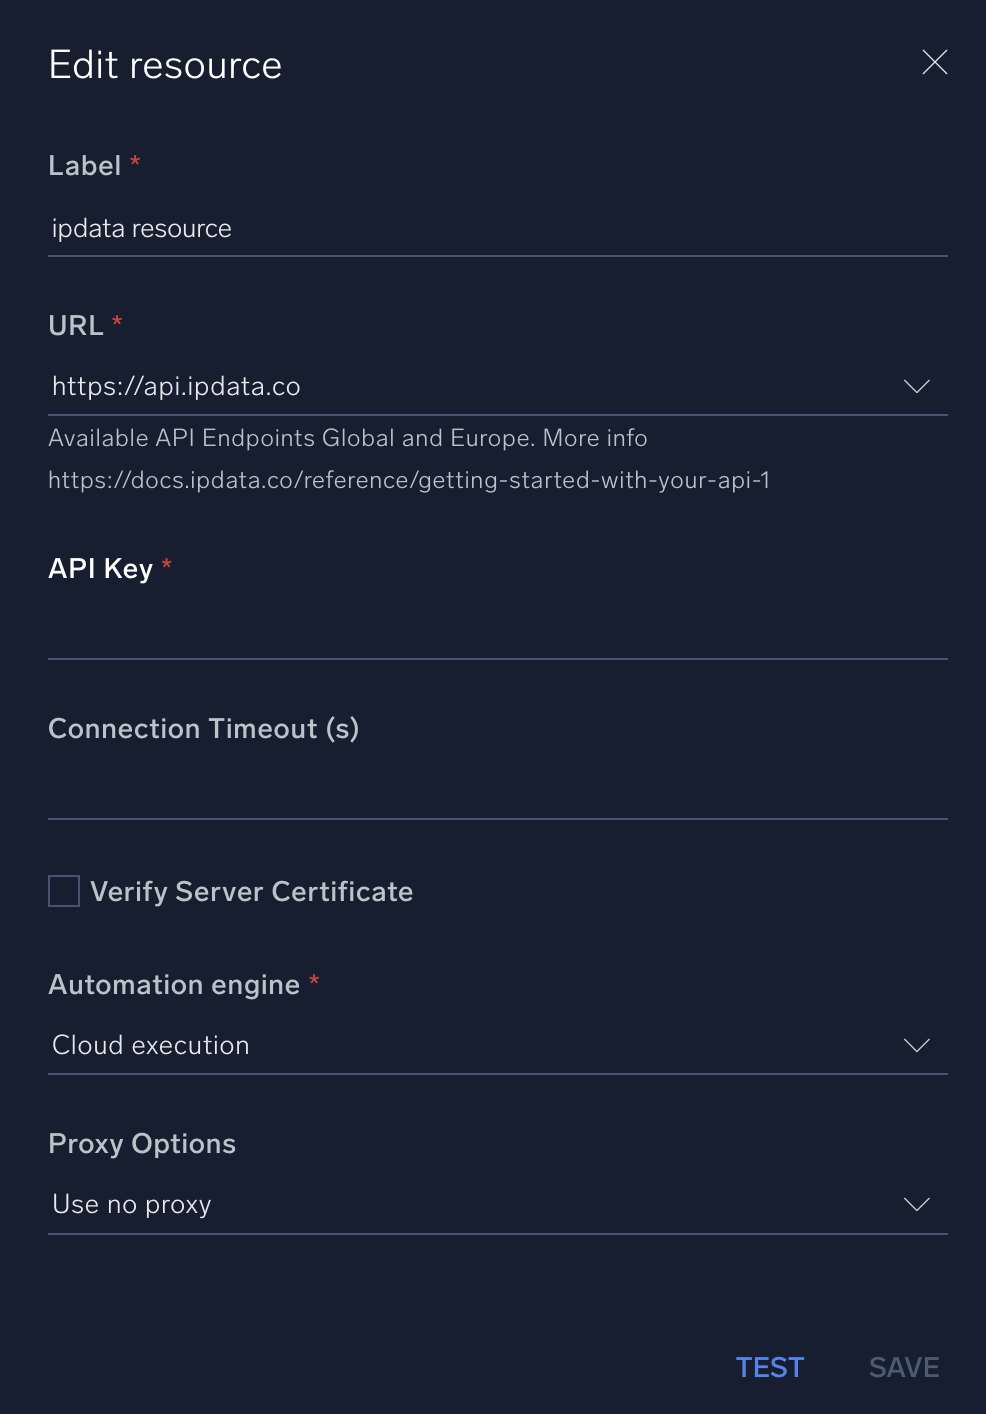 Edit resource
Label *
ipdata resource
URL *
https://api.ipdata.co
Available API Endpoints Global and Europe. More info
https://docs.ipdata.co/reference/getting-started-with-your-api-1
API Key *
Connection Timeout (s)
Verify Server Certificate
Automation engine *
Cloud execution
Proxy Options
Use no proxy
TEST SAVE